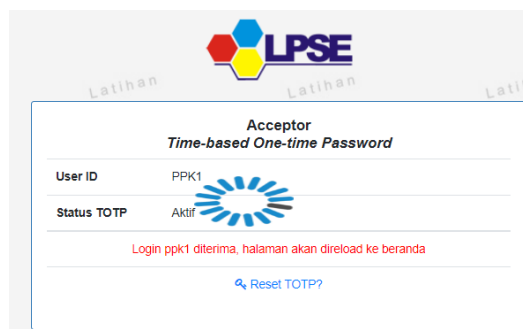 LPSE
Latihan
Latihan
Lati
Acceptor
Time-based One-time Password
User ID PPK1
Status TOTP Aktif
Login ppk1 diterima, halaman akan direload ke beranda
Reset TOTP?